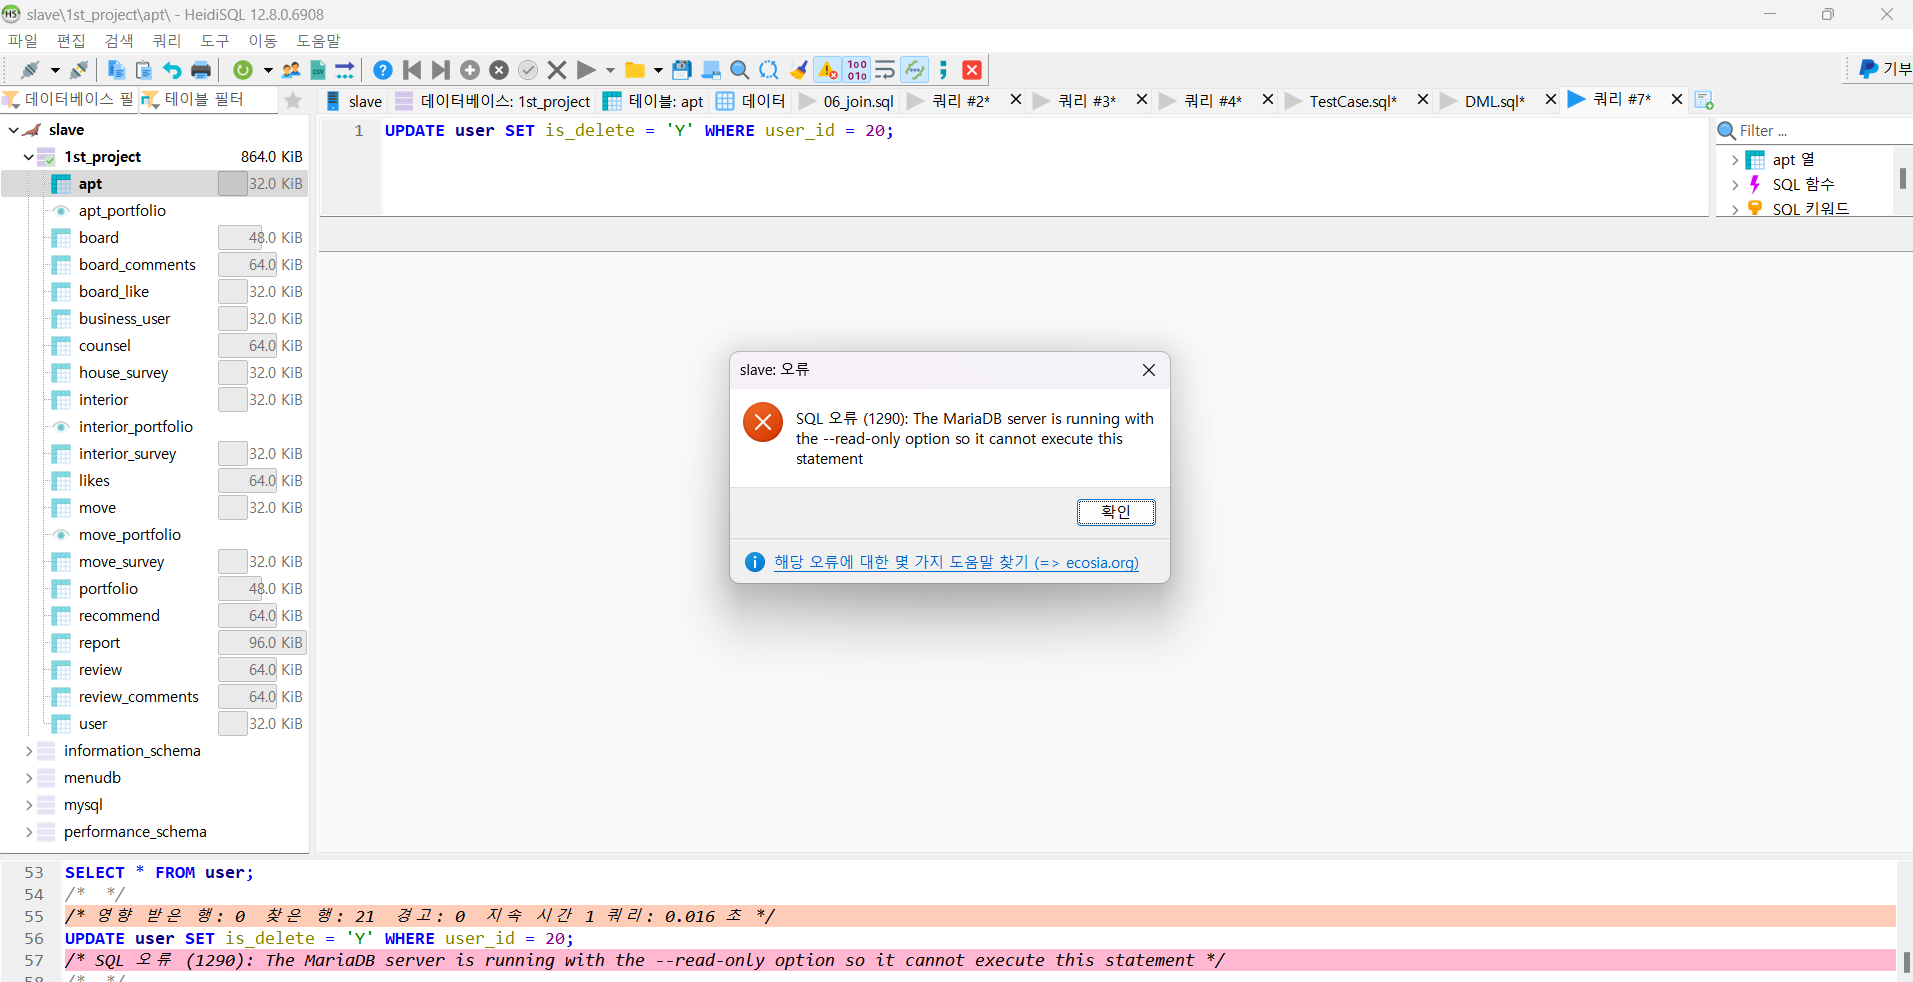 slave\1st_project\apt\ - HeidiSQL 12.8.0.6908
파일 편집 검색 쿼리 도구 이동 도움말
기부
데이터베이스 필 테이블 필터
slave 데이터베이스: 1st_project 테이블: apt 데이터 06_join.sql 쿼리 #2* 쿼리 #3* 쿼리 #4* TestCase.sql* DML.sql* 쿼리 #7*
slave
1st_project 864.0 KiB
apt 32.0 KiB
apt_portfolio
board 48.0 KiB
board_comments 64.0 KiB
board_like 32.0 KiB
business_user 32.0 KiB
counsel 64.0 KiB
house_survey 32.0 KiB
interior 32.0 KiB
interior_portfolio
interior_survey 32.0 KiB
likes 64.0 KiB
move 32.0 KiB
move_portfolio
move_survey 32.0 KiB
portfolio 48.0 KiB
recommend 64.0 KiB
report 96.0 KiB
review 64.0 KiB
review_comments 64.0 KiB
user 32.0 KiB
information_schema
menudb
mysql
performance_schema
1 UPDATE user SET is_delete = 'Y' WHERE user_id = 20;
Filter ...
apt 열
SQL 함수
SQL 키워드
slave: 오류
SQL 오류 (1290): The MariaDB server is running with
the --read-only option so it cannot execute this
statement
확인
해당 오류에 대한 몇 가지 도움말 찾기 (=> ecosia.org)
53 SELECT * FROM user;
54 /* */
55 /* 영향 받은 행: 0 찾은 행: 21 경고: 0 지속 시간 1 쿼리: 0.016 초 */
56 UPDATE user SET is_delete = 'Y' WHERE user_id = 20;
57 /* SQL 오류 (1290): The MariaDB server is running with the --read-only option so it cannot execute this statement */
58 /* */